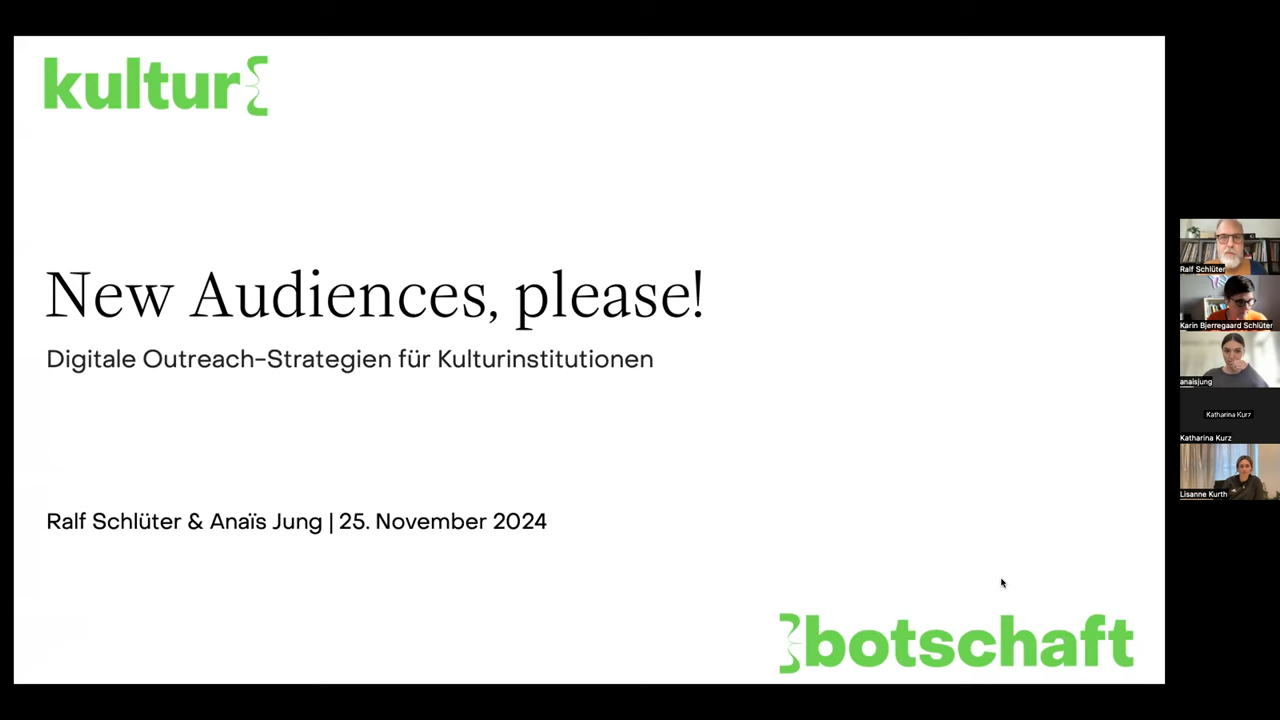 kultur
New Audiences, please!
Digitale Outreach-Strategien für Kulturinstitutionen
Ralf Schlüter & Anaïs Jung | 25. November 2024
botschaft
Ralf Schlüter
Karin Bjerregaard Schlüter
anaisjung
Katharina Kurz
Katharina Kurz
Lisanne Kurth